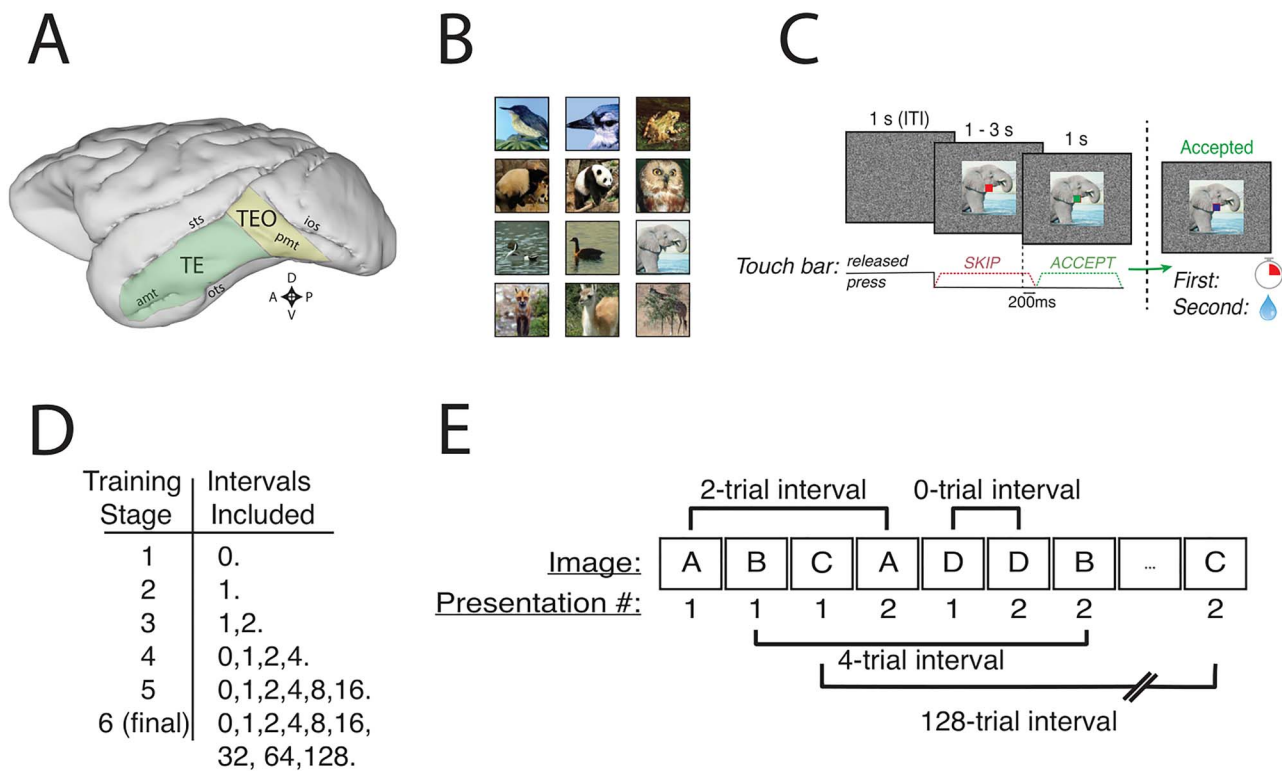 A
B
C
sts
TEO
ios
pmt
TE
amt
ots
D
A P
V
1 s (ITI)
1 - 3 s
1 s
Accepted
Touch bar:
released
press
SKIP
ACCEPT
200ms
First:
Second:
D
Training Stage
Intervals Included
1 0.
2 1.
3 1,2.
4 0,1,2,4.
5 0,1,2,4,8,16.
6 (final) 0,1,2,4,8,16,
32, 64,128.
E
2-trial interval
0-trial interval
Image: A B C A D D B ... C
Presentation #: 1 1 1 2 1 2 2 2
4-trial interval
128-trial interval